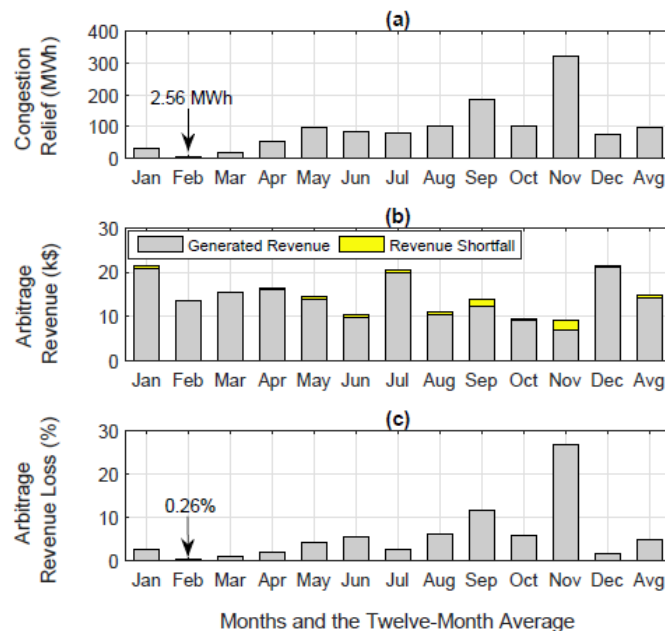 (a)
Congestion
Relief (MWh)
400
300
200
100
0
2.56 MWh
Jan Feb Mar Apr May Jun Jul Aug Sep Oct Nov Dec Avg
(b)
Arbitrage
Revenue (k$)
30
20
10
0
Generated Revenue Revenue Shortfall
Jan Feb Mar Apr May Jun Jul Aug Sep Oct Nov Dec Avg
(c)
Arbitrage
Revenue Loss (%)
30
20
10
0
0.26%
Jan Feb Mar Apr May Jun Jul Aug Sep Oct Nov Dec Avg
Months and the Twelve-Month Average